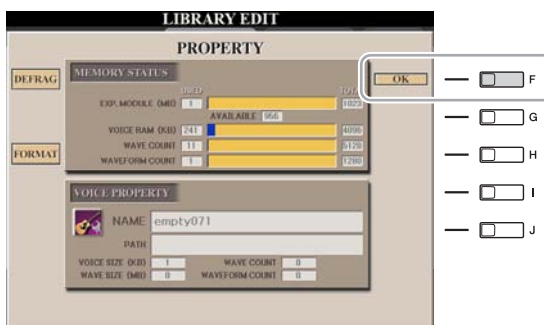 LIBRARY EDIT
PROPERTY
DEFRAG
MEMORY STATUS
OK
F
USED
TOTAL
EXP. MODULE (MB) 1 1023
AVAILABLE 966
G
VOICE RAM (KB) 241 4096
WAVE COUNT 11 6128
FORMAT
WAVEFORM COUNT 1 1280
H
VOICE PROPERTY
I
NAME empty071
PATH
J
VOICE SIZE (KB) 1 WAVE COUNT 0
WAVE SIZE (MB) 0 WAVEFORM COUNT 0